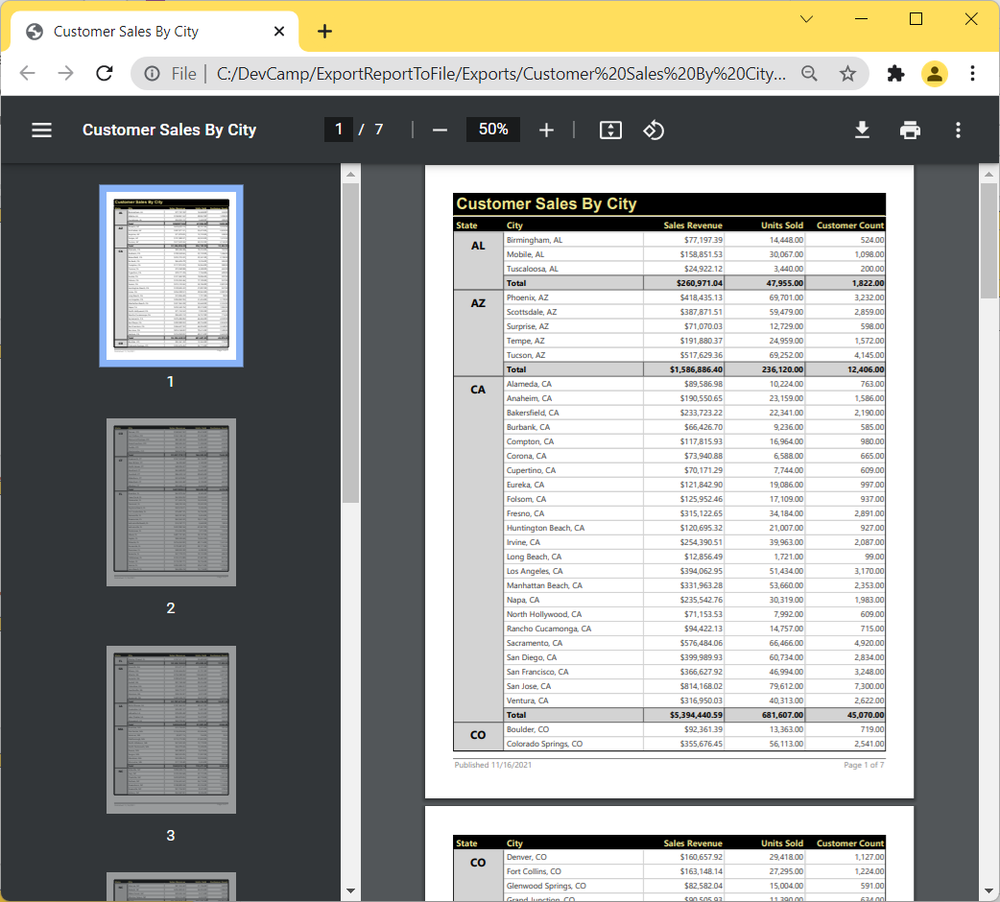 Customer Sales By City
File C:/DevCamp/ExportReportToFile/Exports/Customer%20Sales%20By%20City...
Customer Sales By City 1 / 7 50%
1
2
3
Customer Sales By City
State City Sales Revenue Units Sold Customer Count
AL Birmingham, AL $77,197.39 14,448.00 524.00
Mobile, AL $158,851.53 30,067.00 1,098.00
Tuscaloosa, AL $24,922.12 3,440.00 200.00
Total $260,971.04 47,955.00 1,822.00
AZ Phoenix, AZ $418,435.13 69,701.00 3,232.00
Scottsdale, AZ $387,871.51 59,479.00 2,859.00
Surprise, AZ $71,070.03 12,729.00 598.00
Tempe, AZ $191,880.37 24,959.00 1,572.00
Tucson, AZ $517,629.36 69,252.00 4,145.00
Total $1,586,886.40 236,120.00 12,406.00
CA Alameda, CA $89,586.98 10,224.00 763.00
Anaheim, CA $190,550.65 23,159.00 1,586.00
Bakersfield, CA $233,723.22 22,341.00 2,190.00
Burbank, CA $66,426.70 9,236.00 585.00
Compton, CA $117,815.93 16,964.00 980.00
Corona, CA $73,940.88 6,588.00 665.00
Cupertino, CA $70,171.29 7,744.00 609.00
Eureka, CA $121,842.90 19,086.00 997.00
Folsom, CA $125,952.46 17,109.00 937.00
Fresno, CA $315,122.65 34,184.00 2,891.00
Huntington Beach, CA $120,695.32 21,007.00 927.00
Irvine, CA $254,390.51 39,963.00 2,087.00
Long Beach, CA $12,856.49 1,721.00 99.00
Los Angeles, CA $394,062.95 51,434.00 3,170.00
Manhattan Beach, CA $331,963.28 53,660.00 2,353.00
Napa, CA $235,542.76 30,319.00 1,983.00
North Hollywood, CA $71,153.53 7,992.00 609.00
Rancho Cucamonga, CA $94,422.13 14,757.00 715.00
Sacramento, CA $576,484.06 66,466.00 4,920.00
San Diego, CA $399,989.93 60,734.00 2,834.00
San Francisco, CA $366,627.92 46,994.00 3,248.00
San Jose, CA $814,168.02 79,612.00 7,300.00
Ventura, CA $316,950.03 40,313.00 2,622.00
Total $5,394,440.59 681,607.00 45,070.00
CO Boulder, CO $92,361.39 13,363.00 719.00
Colorado Springs, CO $355,676.45 56,113.00 2,541.00
Published 11/16/2021 Page 1 of 7
State City Sales Revenue Units Sold Customer Count
CO Denver, CO $160,657.92 29,418.00 1,127.00
Fort Collins, CO $163,148.14 27,295.00 1,224.00
Glenwood Springs, CO $82,582.04 15,004.00 591.00
Grand Junction, CO $90,505.93 11,390.00 634.00